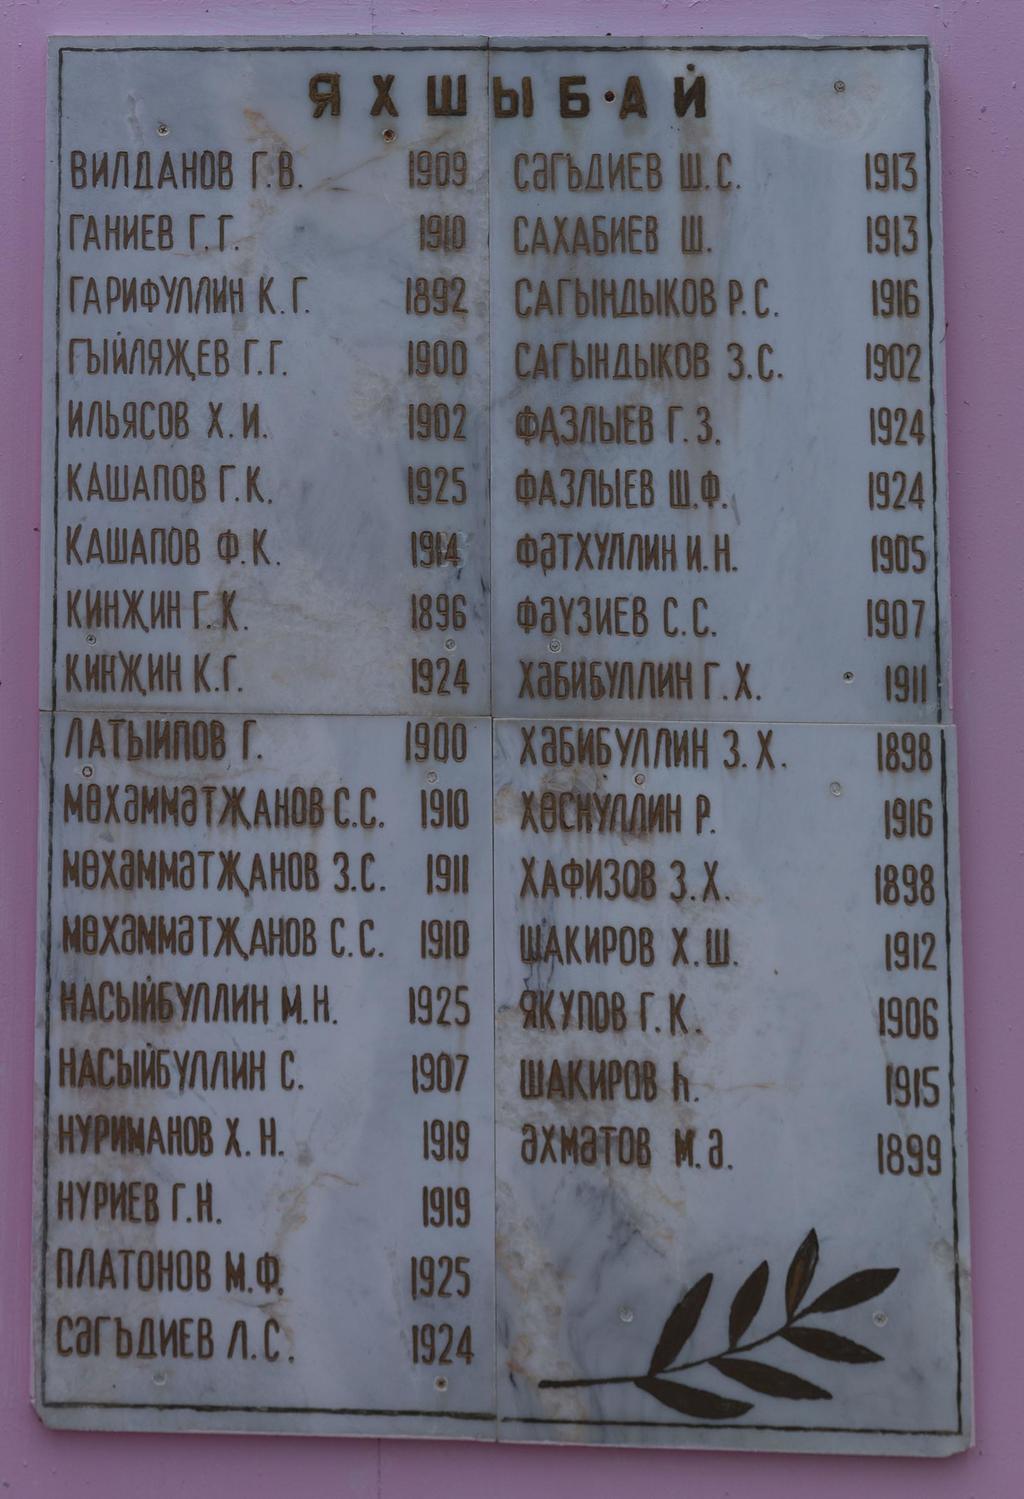 ЯХШЫБАЙ
ВИЛДАНОВ Г.В. 1909
ГАНИЕВ Г.Г. 1910
ГАРИФУЛЛИН К.Г. 1892
ГЫЙЛЯҖЕВ Г.Г. 1900
ИЛЬЯСОВ Х.И. 1902
КАШАПОВ Г.К. 1925
КАШАПОВ Ф.К. 1914
КИНҖИН Г.К. 1896
КИНҖИН К.Г. 1924
ЛАТЫЙПОВ Г. 1900
МӨХӘММӘТҖАНОВ С.С. 1910
МӨХӘММӘТҖАНОВ З.С. 1911
МӨХӘММӘТҖАНОВ С.С. 1910
НАСЫЙБУЛЛИН М.Н. 1925
НАСЫЙБУЛЛИН С. 1907
НУРИМАНОВ Х.Н. 1919
НУРИЕВ Г.Н. 1919
ПЛАТОНОВ М.Ф. 1925
СӘГЪДИЕВ Л.С. 1924
СӘГЪДИЕВ Ш.С. 1913
САХАБИЕВ Ш. 1913
САГЫНДЫКОВ Р.С. 1916
САГЫНДЫКОВ З.С. 1902
ФАЗЛЫЕВ Г.З. 1924
ФАЗЛЫЕВ Ш.Ф. 1924
ФӘТХУЛЛИН И.Н. 1905
ФӘҮЗИЕВ С.С. 1907
ХӘБИБУЛЛИН Г.Х. 1911
ХӘБИБУЛЛИН З.Х. 1898
ХӨСНУЛЛИН Р. 1916
ХАФИЗОВ З.Х. 1898
ШАКИРОВ Х.Ш. 1912
ЯКУПОВ Г.К. 1906
ШАКИРОВ Һ. 1915
ӘХМӘТОВ М.Ә. 1899